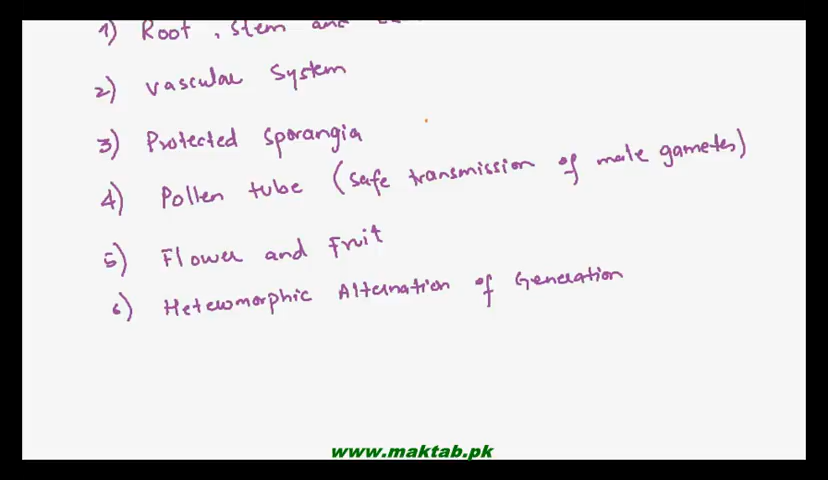 1) Root, stem and
2) Vascular System
3) Protected Sporangia
4) Pollen tube (safe transmission of male gametes)
5) Flower and Fruit
6) Heteromorphic Alternation of Generation
www.maktab.pk